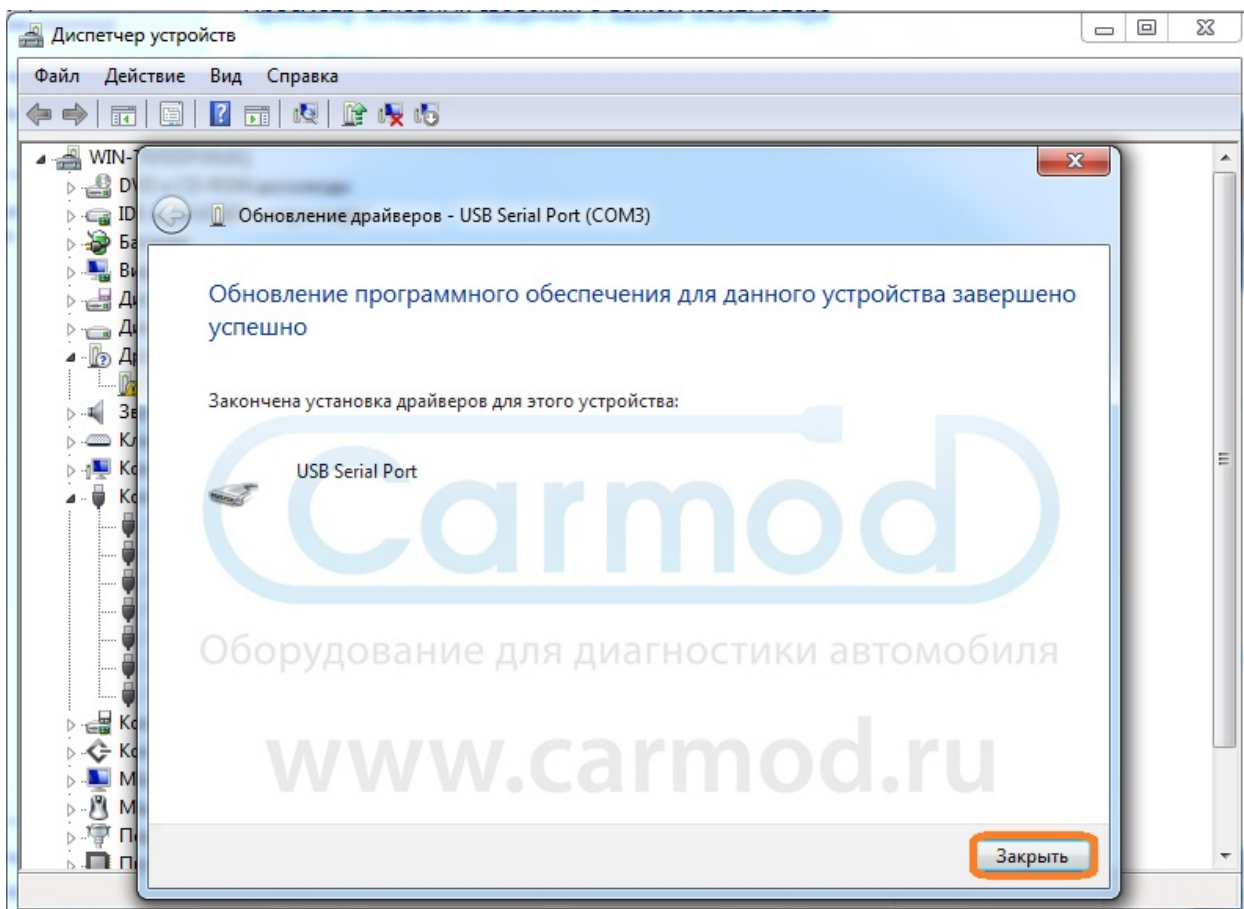 Диспетчер устройств
Файл Действие Вид Справка
Обновление драйверов - USB Serial Port (COM3)
Обновление программного обеспечения для данного устройства завершено
успешно
Закончена установка драйверов для этого устройства:
USB Serial Port
Carmod
Оборудование для диагностики автомобиля
www.carmod.ru
Закрыть